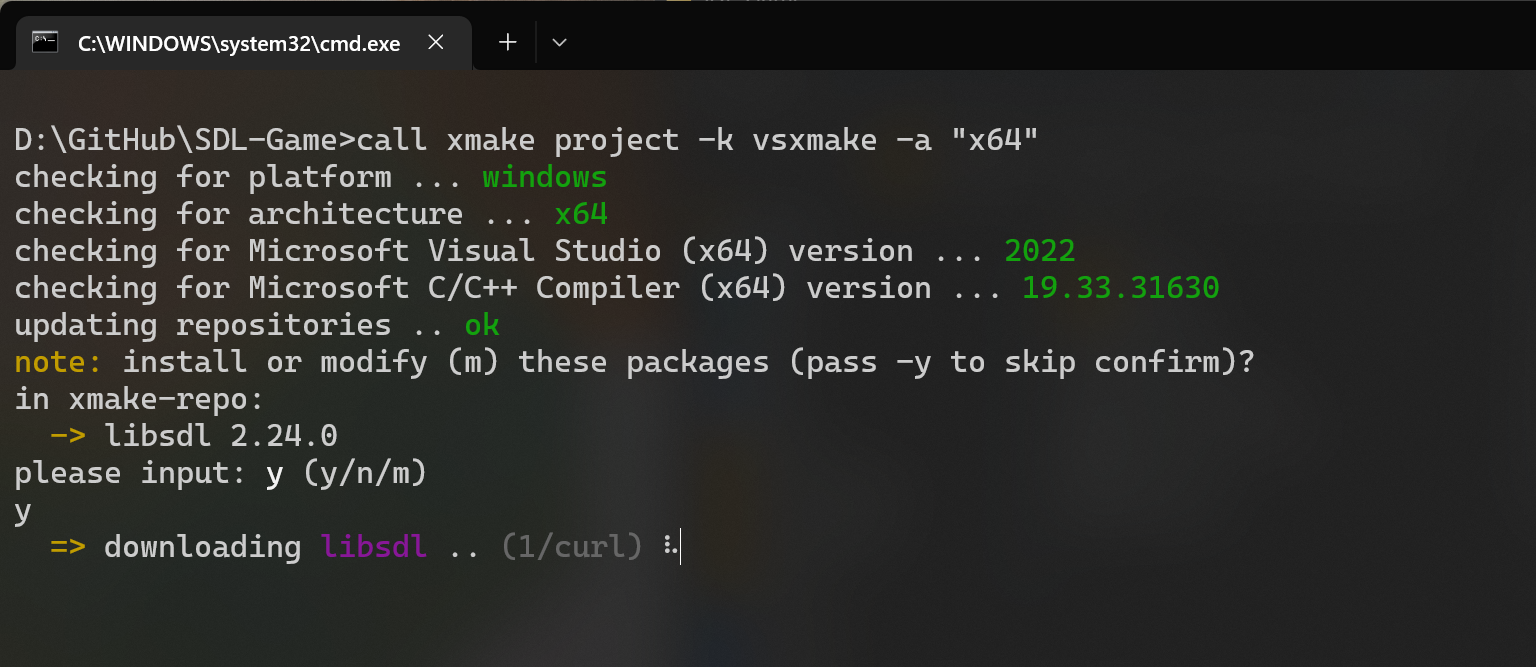 C:\WINDOWS\system32\cmd.exe
D:\GitHub\SDL-Game>call xmake project -k vsxmake -a "x64"
checking for platform ... windows
checking for architecture ... x64
checking for Microsoft Visual Studio (x64) version ... 2022
checking for Microsoft C/C++ Compiler (x64) version ... 19.33.31630
updating repositories .. ok
note: install or modify (m) these packages (pass -y to skip confirm)?
in xmake-repo:
  -> libsdl 2.24.0
please input: y (y/n/m)
y
  => downloading libsdl .. (1/curl)